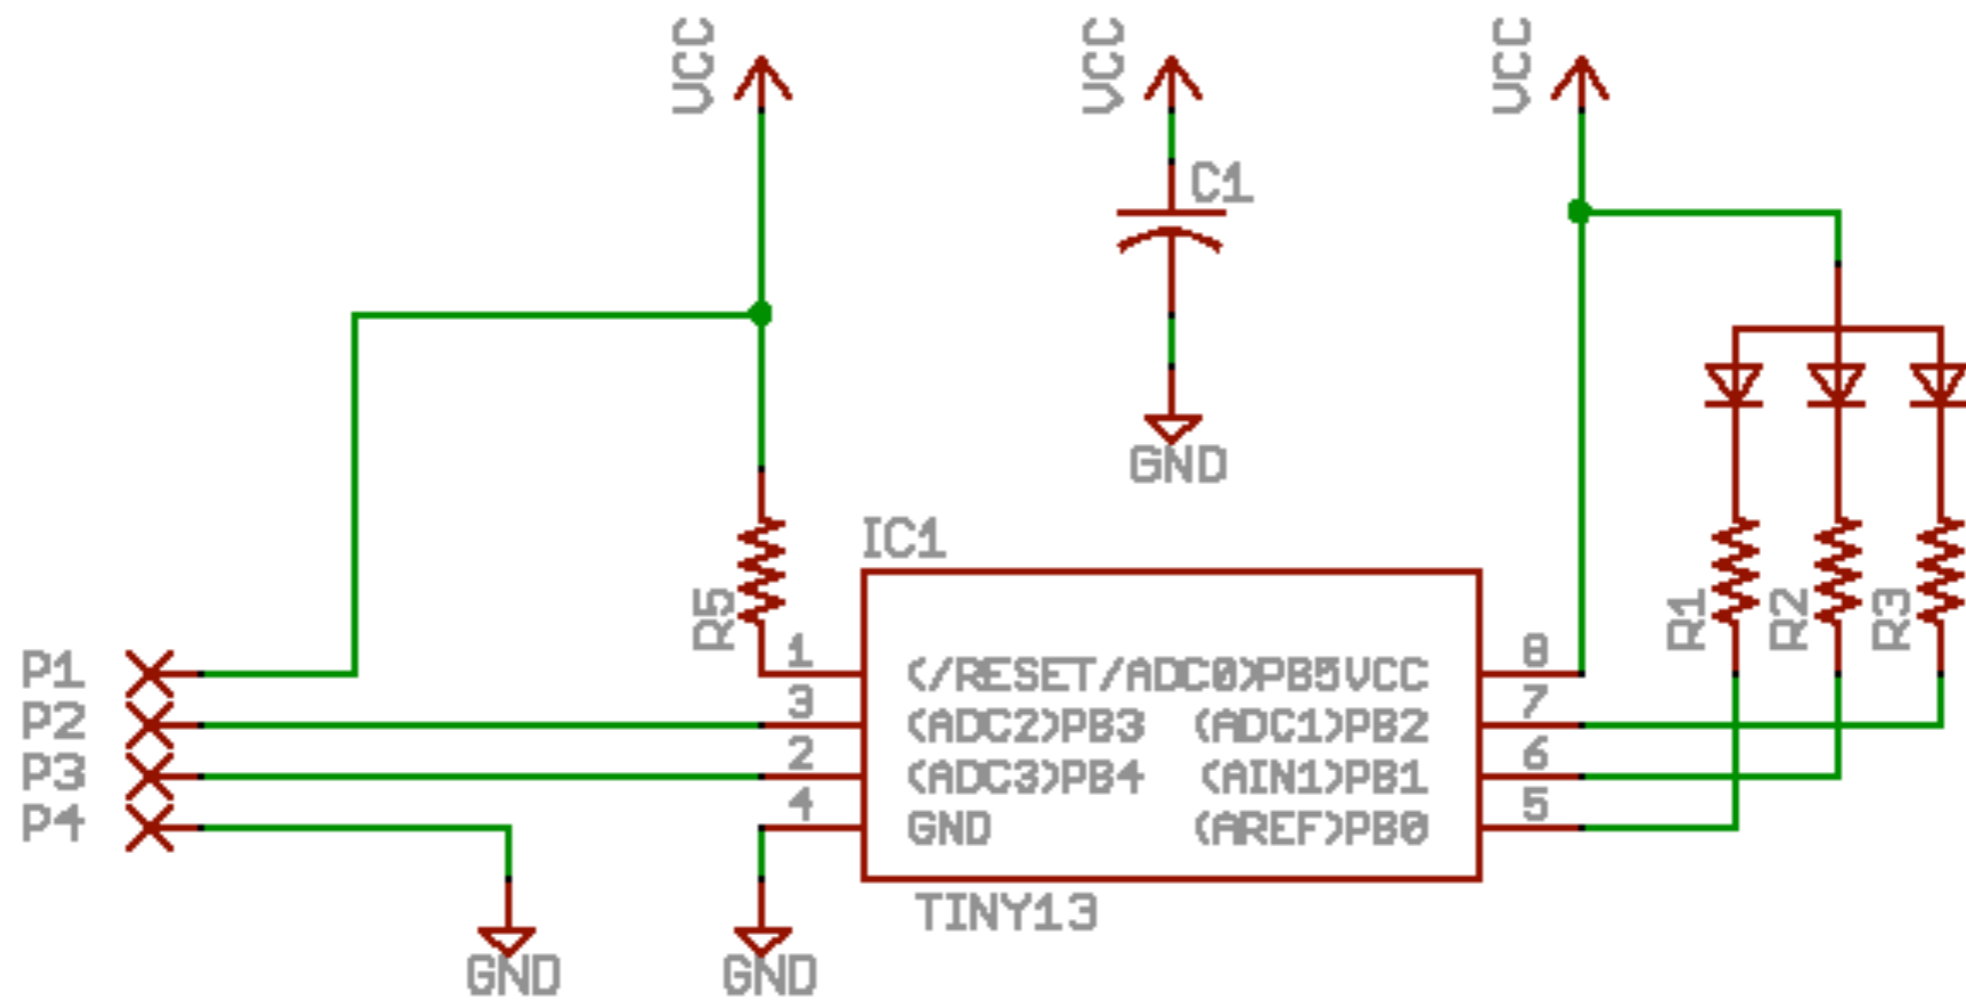 VCC
VCC
VCC
C1
GND
IC1
R5
R1
R2
R3
P1
P2
P3
P4
1
3
2
4
(/RESET/ADC0)PB5VCC
(ADC2)PB3 (ADC1)PB2
(ADC3)PB4 (AIN1)PB1
GND (AREF)PB0
8
7
6
5
TINY13
GND
GND